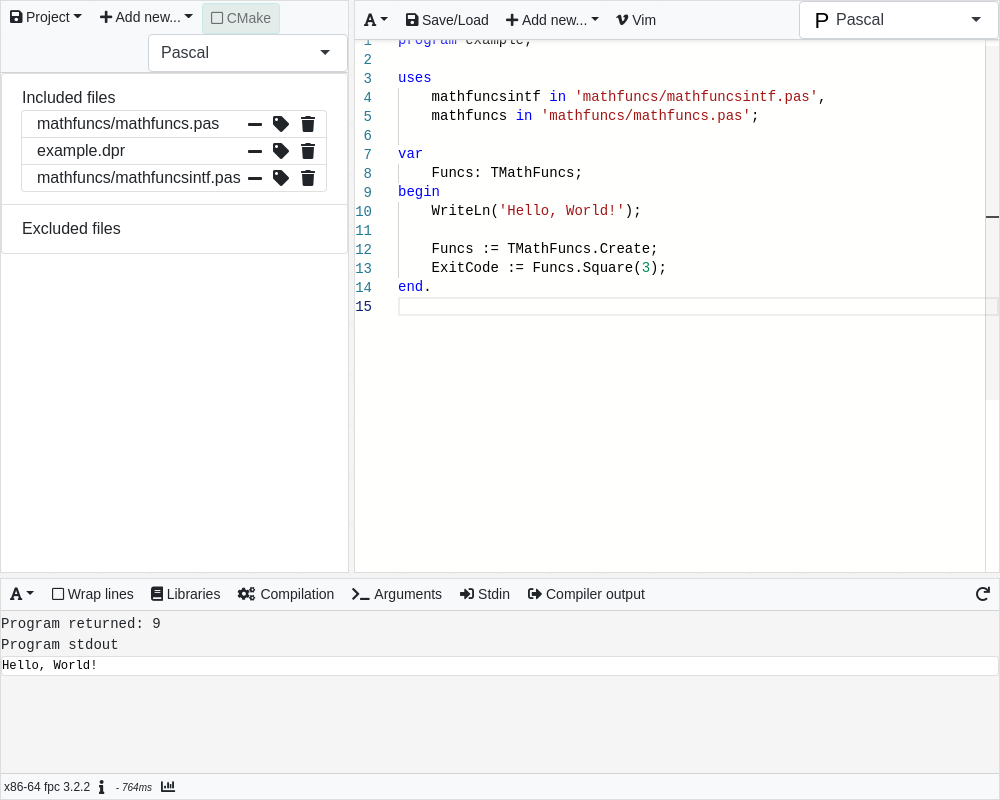 Project
Add new...
CMake
Pascal
Included files
mathfuncs/mathfuncs.pas
example.dpr
mathfuncs/mathfuncsintf.pas
Excluded files
A
Save/Load
Add new...
Vim
P Pascal
1 program example;
2
3 uses
4     mathfuncsintf in 'mathfuncs/mathfuncsintf.pas',
5     mathfuncs in 'mathfuncs/mathfuncs.pas';
6
7 var
8     Funcs: TMathFuncs;
9 begin
10     WriteLn('Hello, World!');
11
12     Funcs := TMathFuncs.Create;
13     ExitCode := Funcs.Square(3);
14 end.
15
A
Wrap lines
Libraries
Compilation
Arguments
Stdin
Compiler output
Program returned: 9
Program stdout
Hello, World!
x86-64 fpc 3.2.2
- 764ms